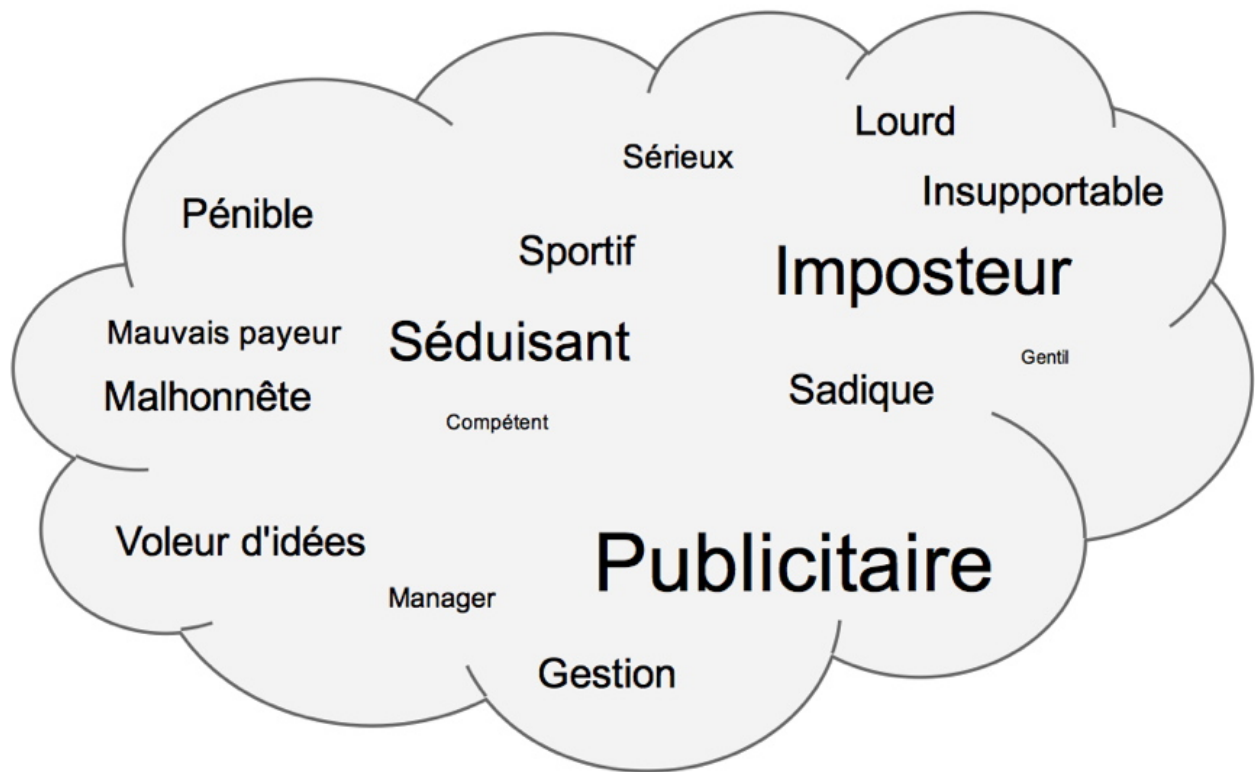 Lourd
Sérieux
Insupportable
Pénible
Sportif
Imposteur
Mauvais payeur
Séduisant
Gentil
Malhonnête
Sadique
Compétent
Voleur d'idées
Publicitaire
Manager
Gestion